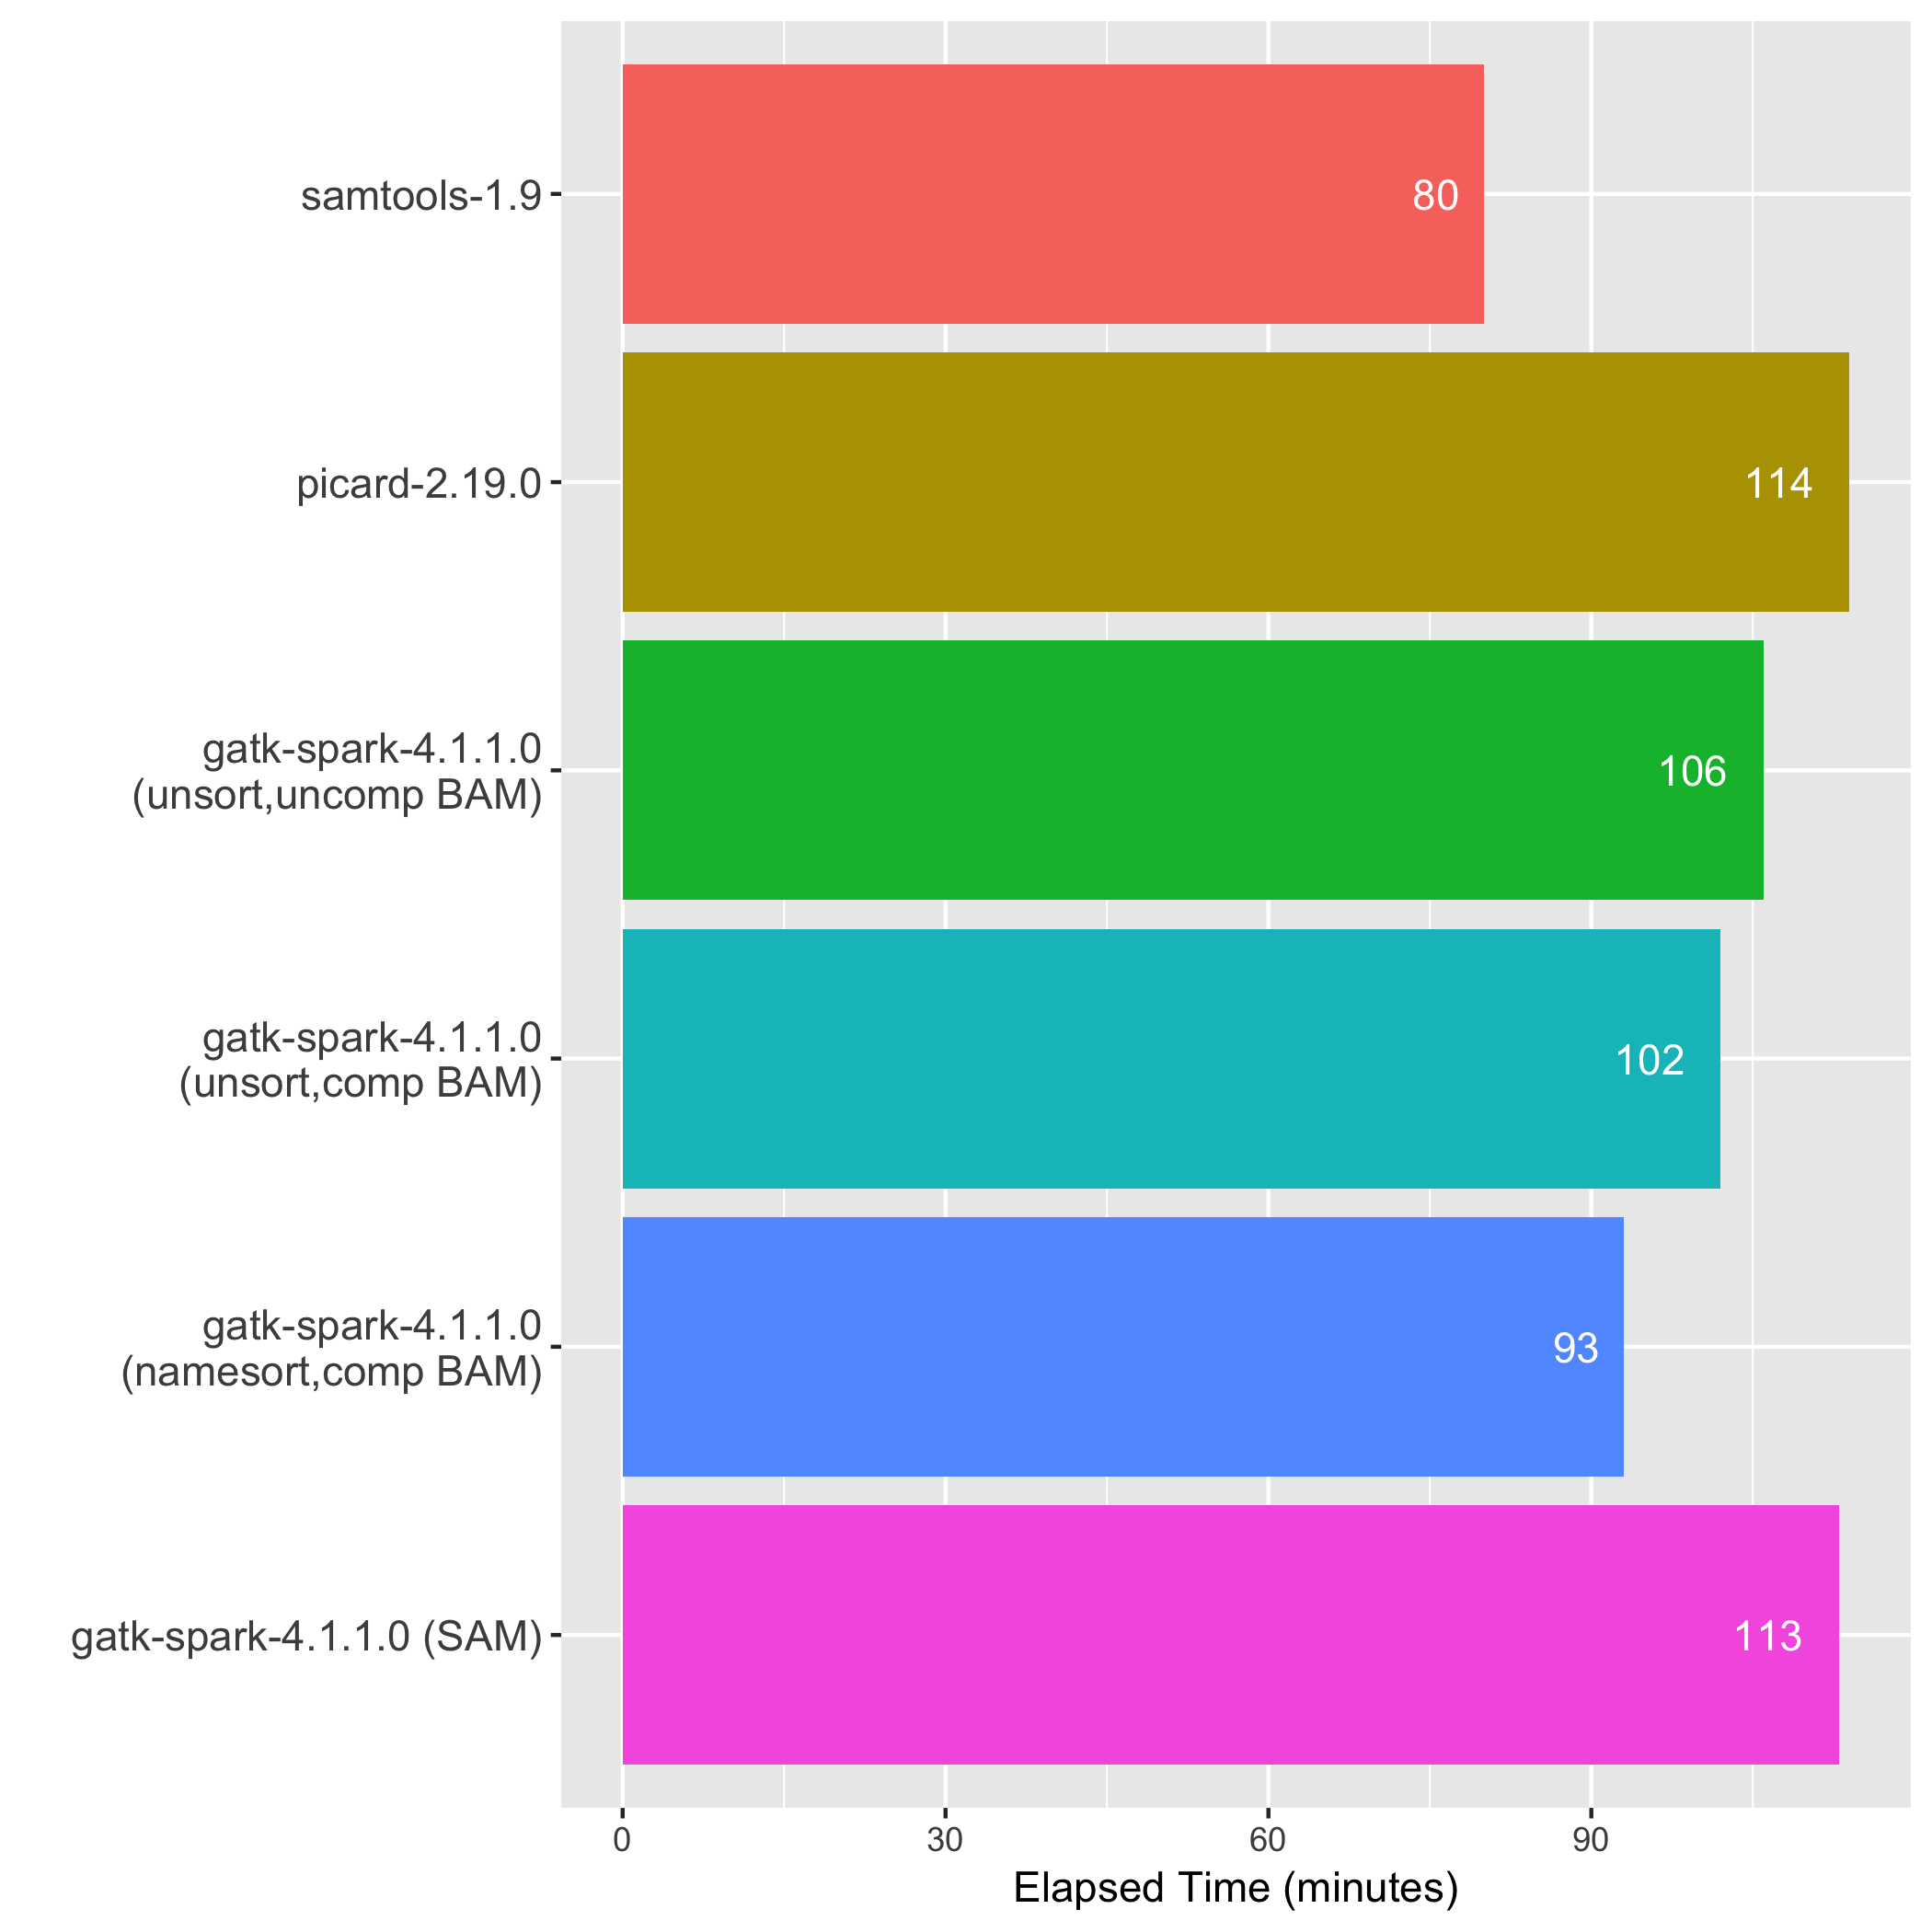 samtools-1.9
80
picard-2.19.0
114
gatk-spark-4.1.1.0
(unsort,uncomp BAM)
106
gatk-spark-4.1.1.0
(unsort,comp BAM)
102
gatk-spark-4.1.1.0
(namesort,comp BAM)
93
gatk-spark-4.1.1.0 (SAM)
113
0 30 60 90
Elapsed Time (minutes)